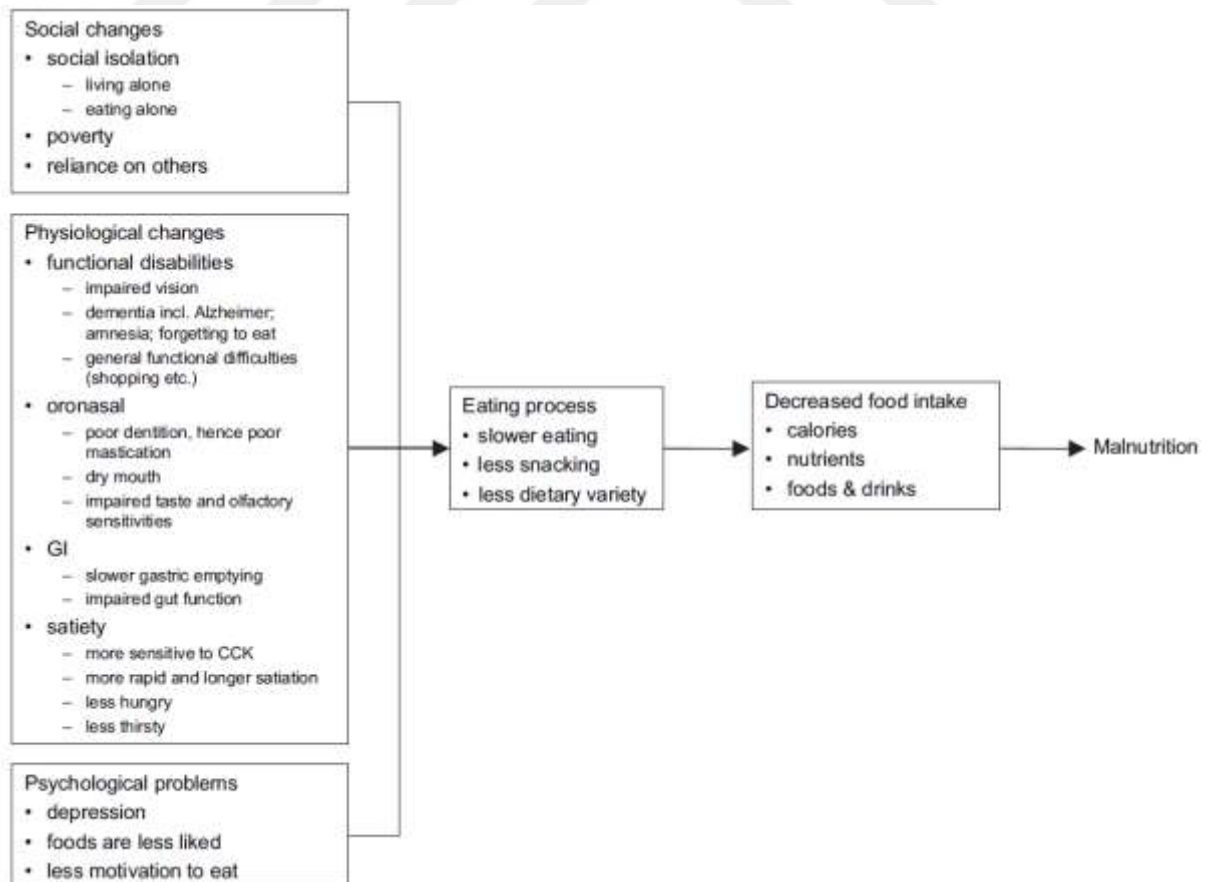 Social changes
• social isolation
– living alone
– eating alone
• poverty
• reliance on others
Physiological changes
• functional disabilities
– impaired vision
– dementia incl. Alzheimer;
amnesia; forgetting to eat
– general functional difficulties
(shopping etc.)
• oronasal
– poor dentition, hence poor
mastication
– dry mouth
– impaired taste and olfactory
sensitivities
• GI
– slower gastric emptying
– impaired gut function
• satiety
– more sensitive to CCK
– more rapid and longer satiation
– less hungry
– less thirsty
Psychological problems
• depression
• foods are less liked
• less motivation to eat
Eating process
• slower eating
• less snacking
• less dietary variety
Decreased food intake
• calories
• nutrients
• foods & drinks
Malnutrition